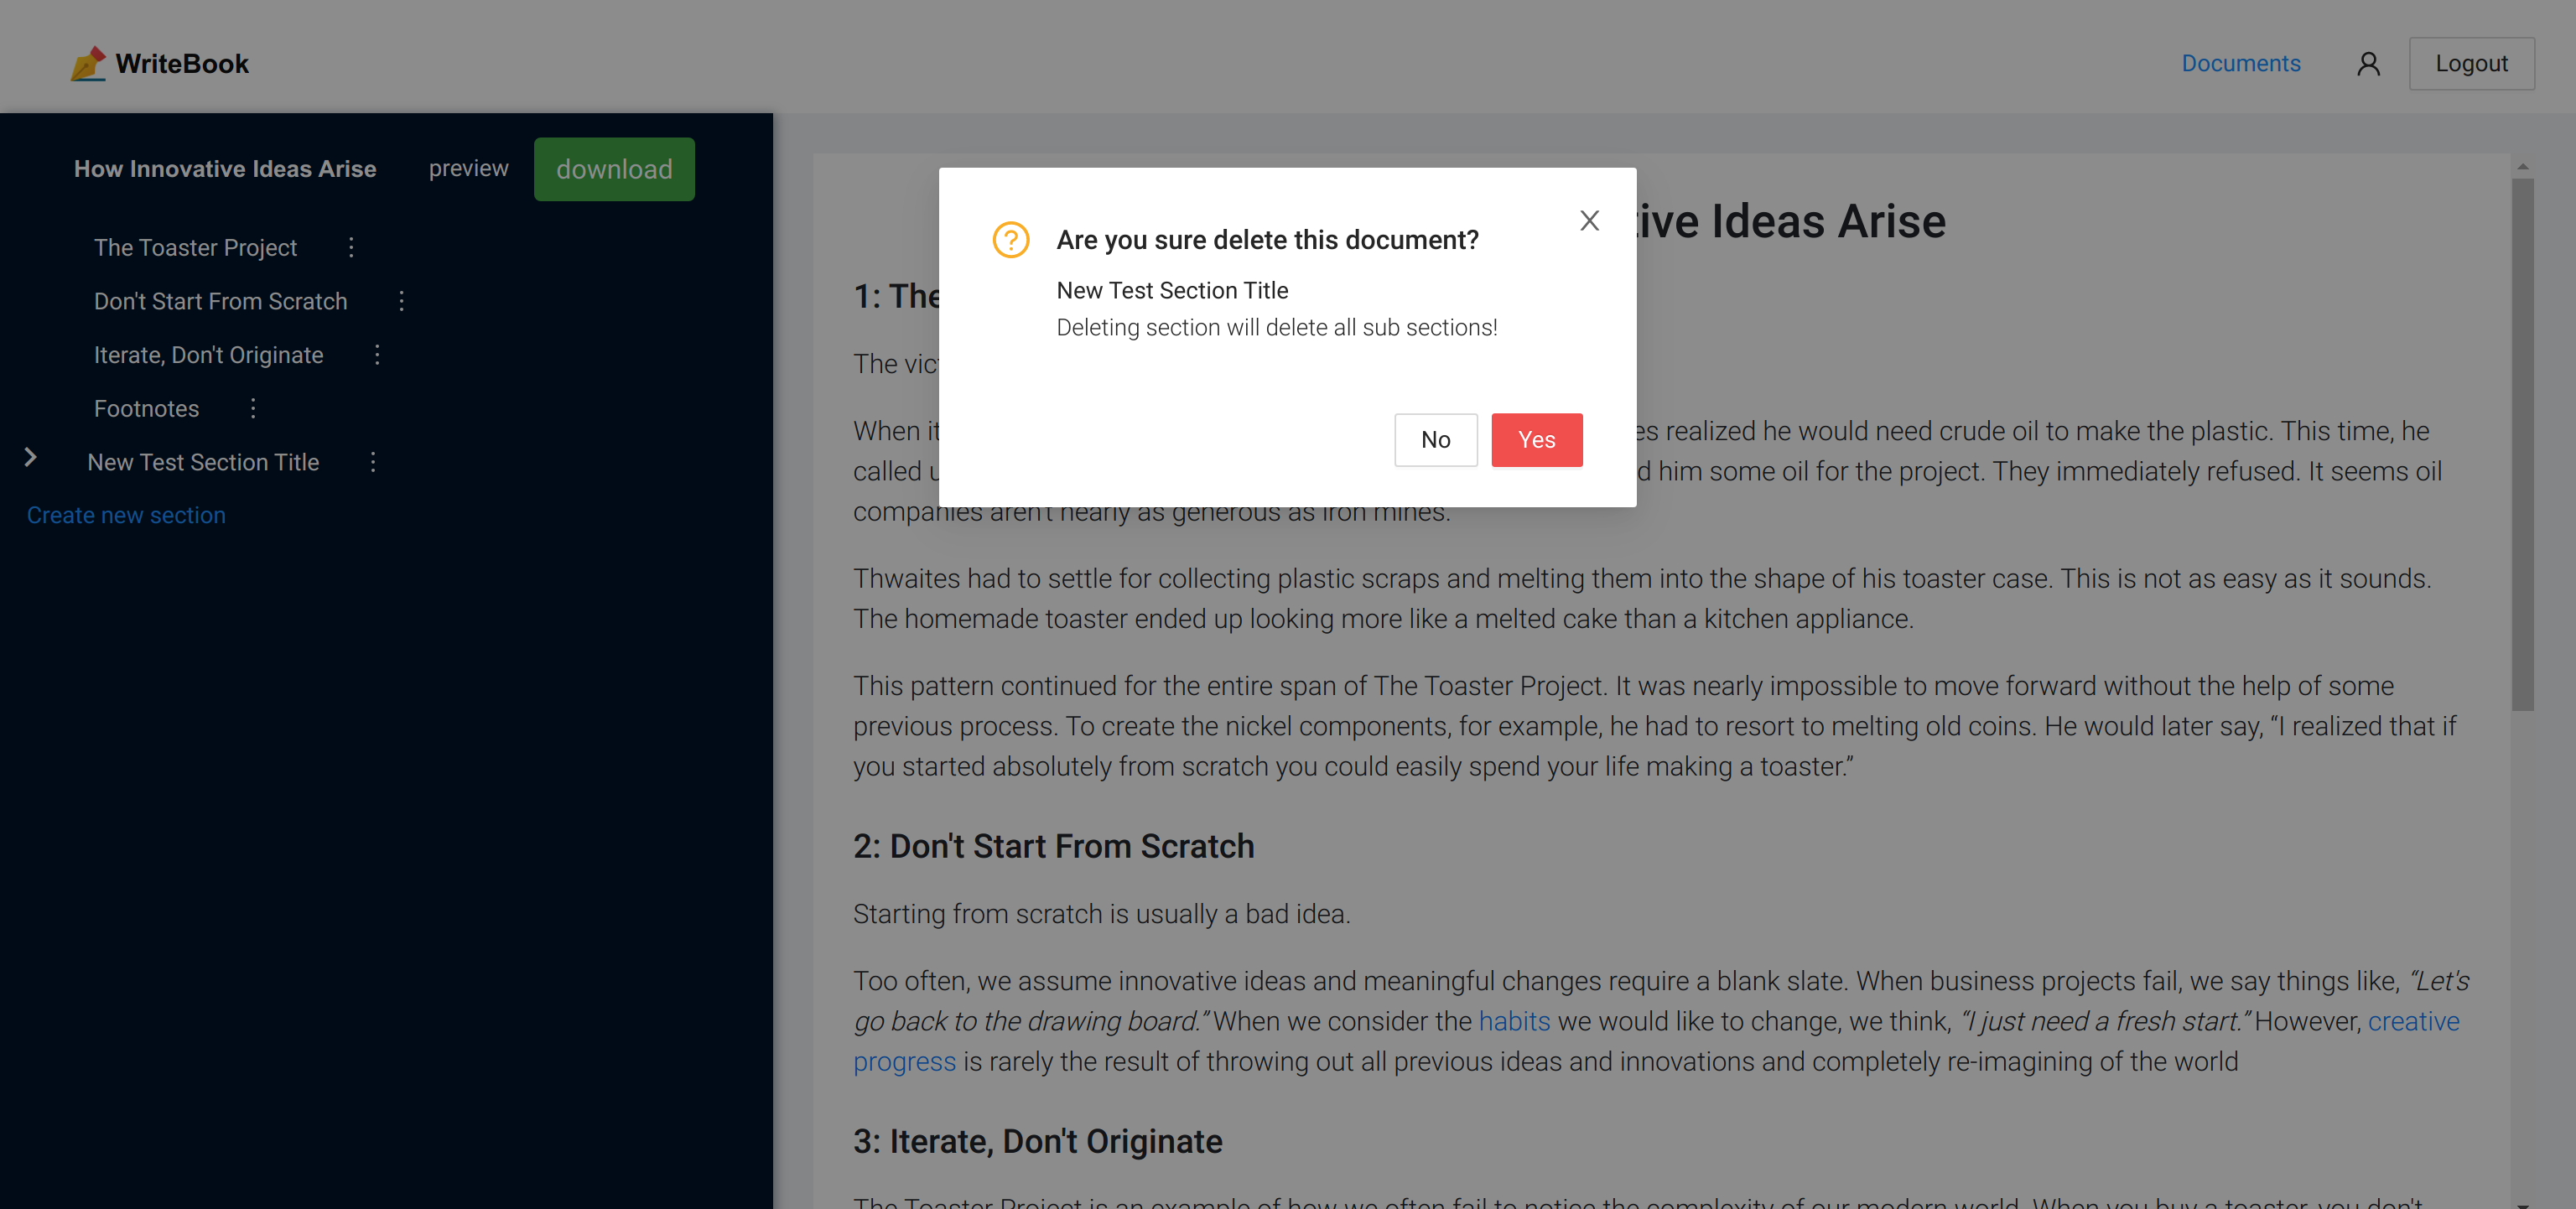 WriteBook
Documents
Logout
How Innovative Ideas Arise
preview
download
The Toaster Project
Don't Start From Scratch
Iterate, Don't Originate
Footnotes
New Test Section Title
Create new section
Are you sure delete this document?
New Test Section Title
Deleting section will delete all sub sections!
No
Yes
Ideas Arise
1: The
The
When
realized he would need crude oil to make the plastic. This time, he
called
him some oil for the project. They immediately refused. It seems oil
companies aren't nearly as generous as iron mines.
Thwaites had to settle for collecting plastic scraps and melting them into the shape of his toaster case. This is not as easy as it sounds.
The homemade toaster ended up looking more like a melted cake than a kitchen appliance.
This pattern continued for the entire span of The Toaster Project. It was nearly impossible to move forward without the help of some
previous process. To create the nickel components, for example, he had to resort to melting old coins. He would later say, “I realized that if
you started absolutely from scratch you could easily spend your life making a toaster.”
2: Don't Start From Scratch
Starting from scratch is usually a bad idea.
Too often, we assume innovative ideas and meaningful changes require a blank slate. When business projects fail, we say things like, “Let's
go back to the drawing board.” When we consider the habits we would like to change, we think, “I just need a fresh start.” However, creative
progress is rarely the result of throwing out all previous ideas and innovations and completely re-imagining of the world
3: Iterate, Don't Originate
The Toaster Project is an example of how we often fail to notice the complexity of our modern world. When you buy a toaster, you don't